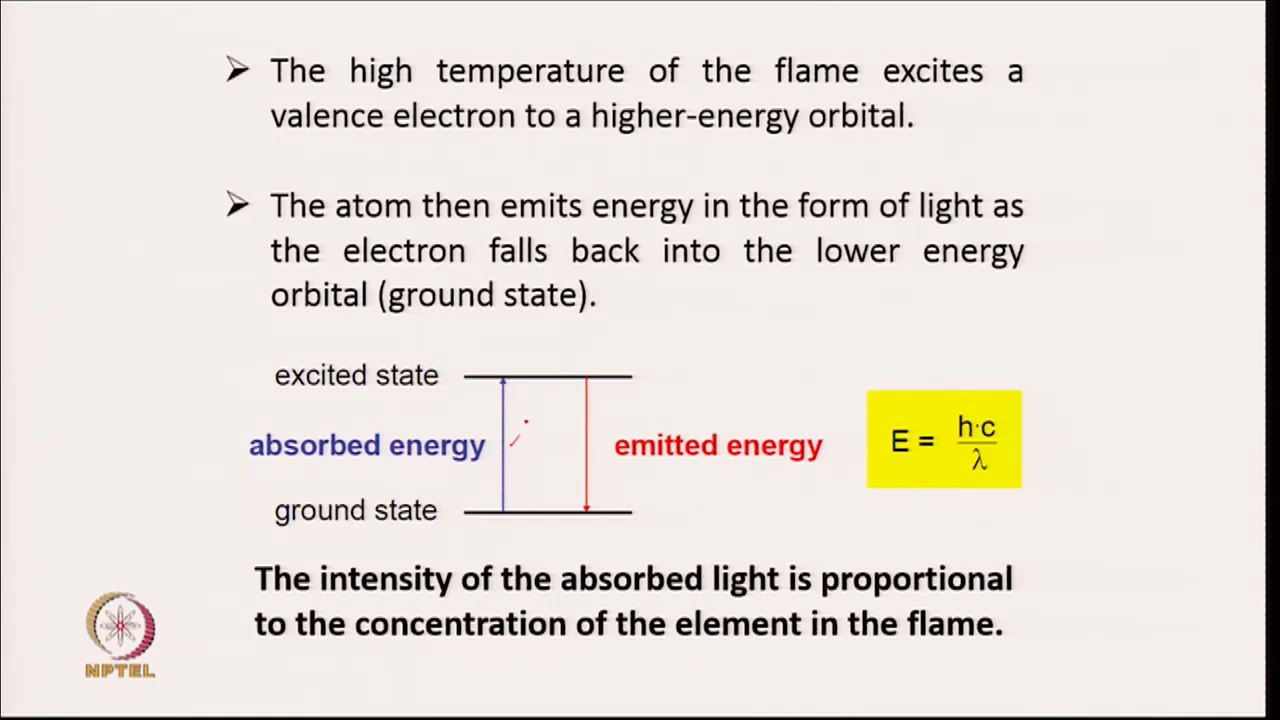 The high temperature of the flame excites a
valence electron to a higher-energy orbital.
The atom then emits energy in the form of light as
the electron falls back into the lower energy
orbital (ground state).
excited state
absorbed energy
emitted energy
E = h·c
λ
ground state
The intensity of the absorbed light is proportional
to the concentration of the element in the flame.
NPTEL